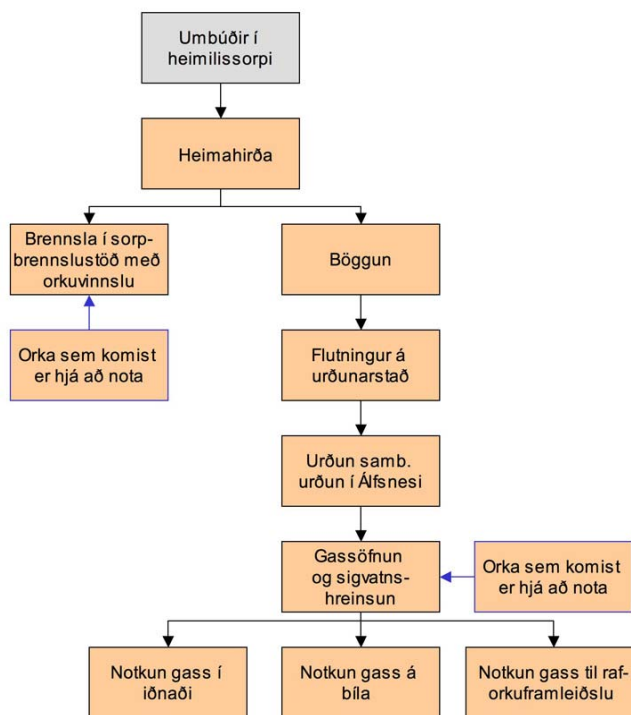 Umbúðir í
heimilissorpi
Heimahirða
Brennsla í sorp-
brennslustöð með
orkuvinnslu
Böggun
Orka sem komist
er hjá að nota
Flutningur á
urðunarstað
Urðun samb.
urðun í Álfsnesi
Gassöfnun
og sigvatns-
hreinsun
Orka sem komist
er hjá að nota
Notkun gass í
iðnaði
Notkun gass á
bíla
Notkun gass til raf-
orkuframleiðslu